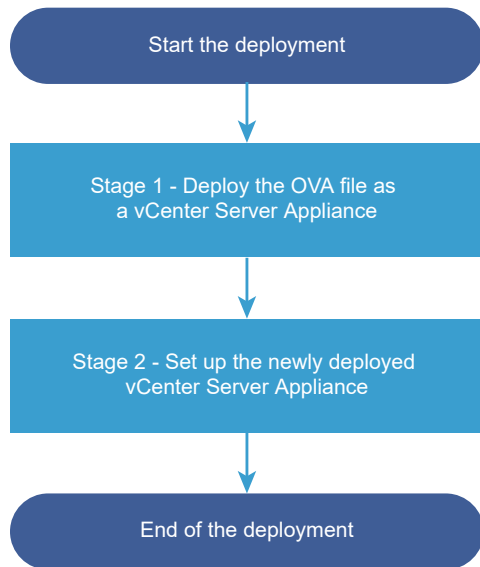 Start the deployment
Stage 1 - Deploy the OVA file as
a vCenter Server Appliance
Stage 2 - Set up the newly deployed
vCenter Server Appliance
End of the deployment